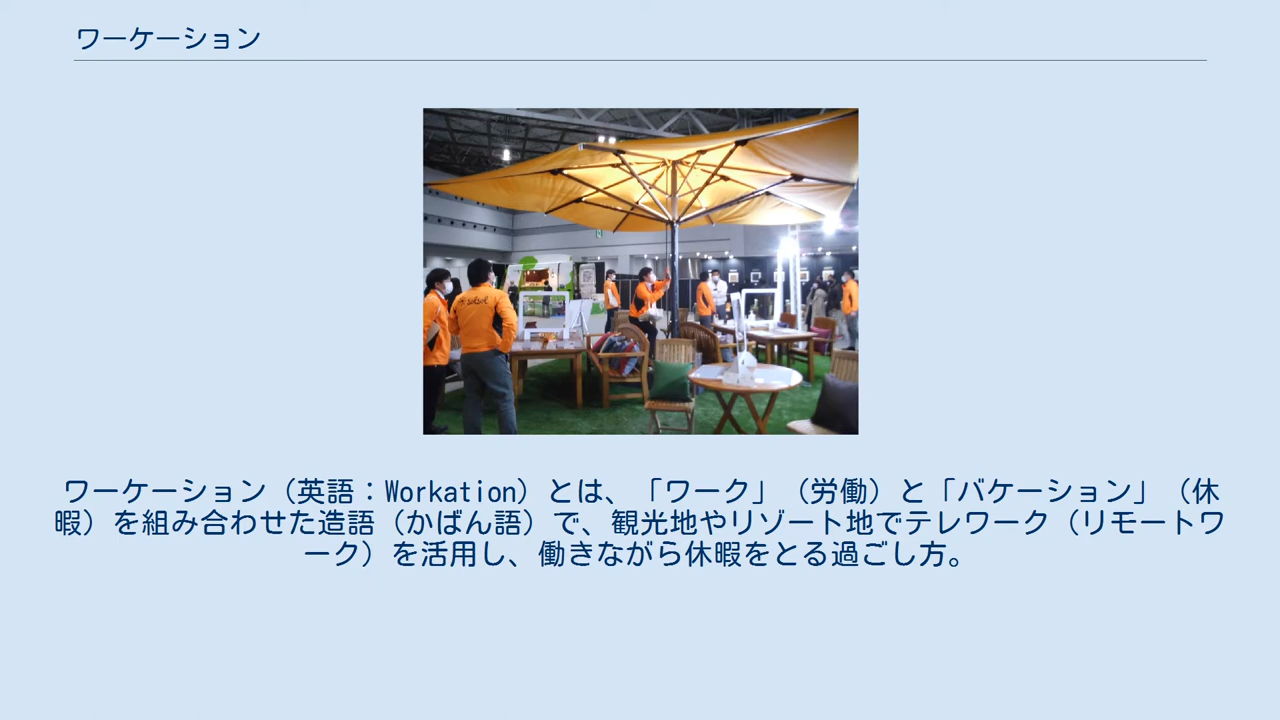 ワーケーション
ワーケーション（英語：Workation）とは、「ワーク」（労働）と「バケーション」（休
暇）を組み合わせた造語（かばん語）で、観光地やリゾート地でテレワーク（リモートワ
ーク）を活用し、働きながら休暇をとる過ごし方。